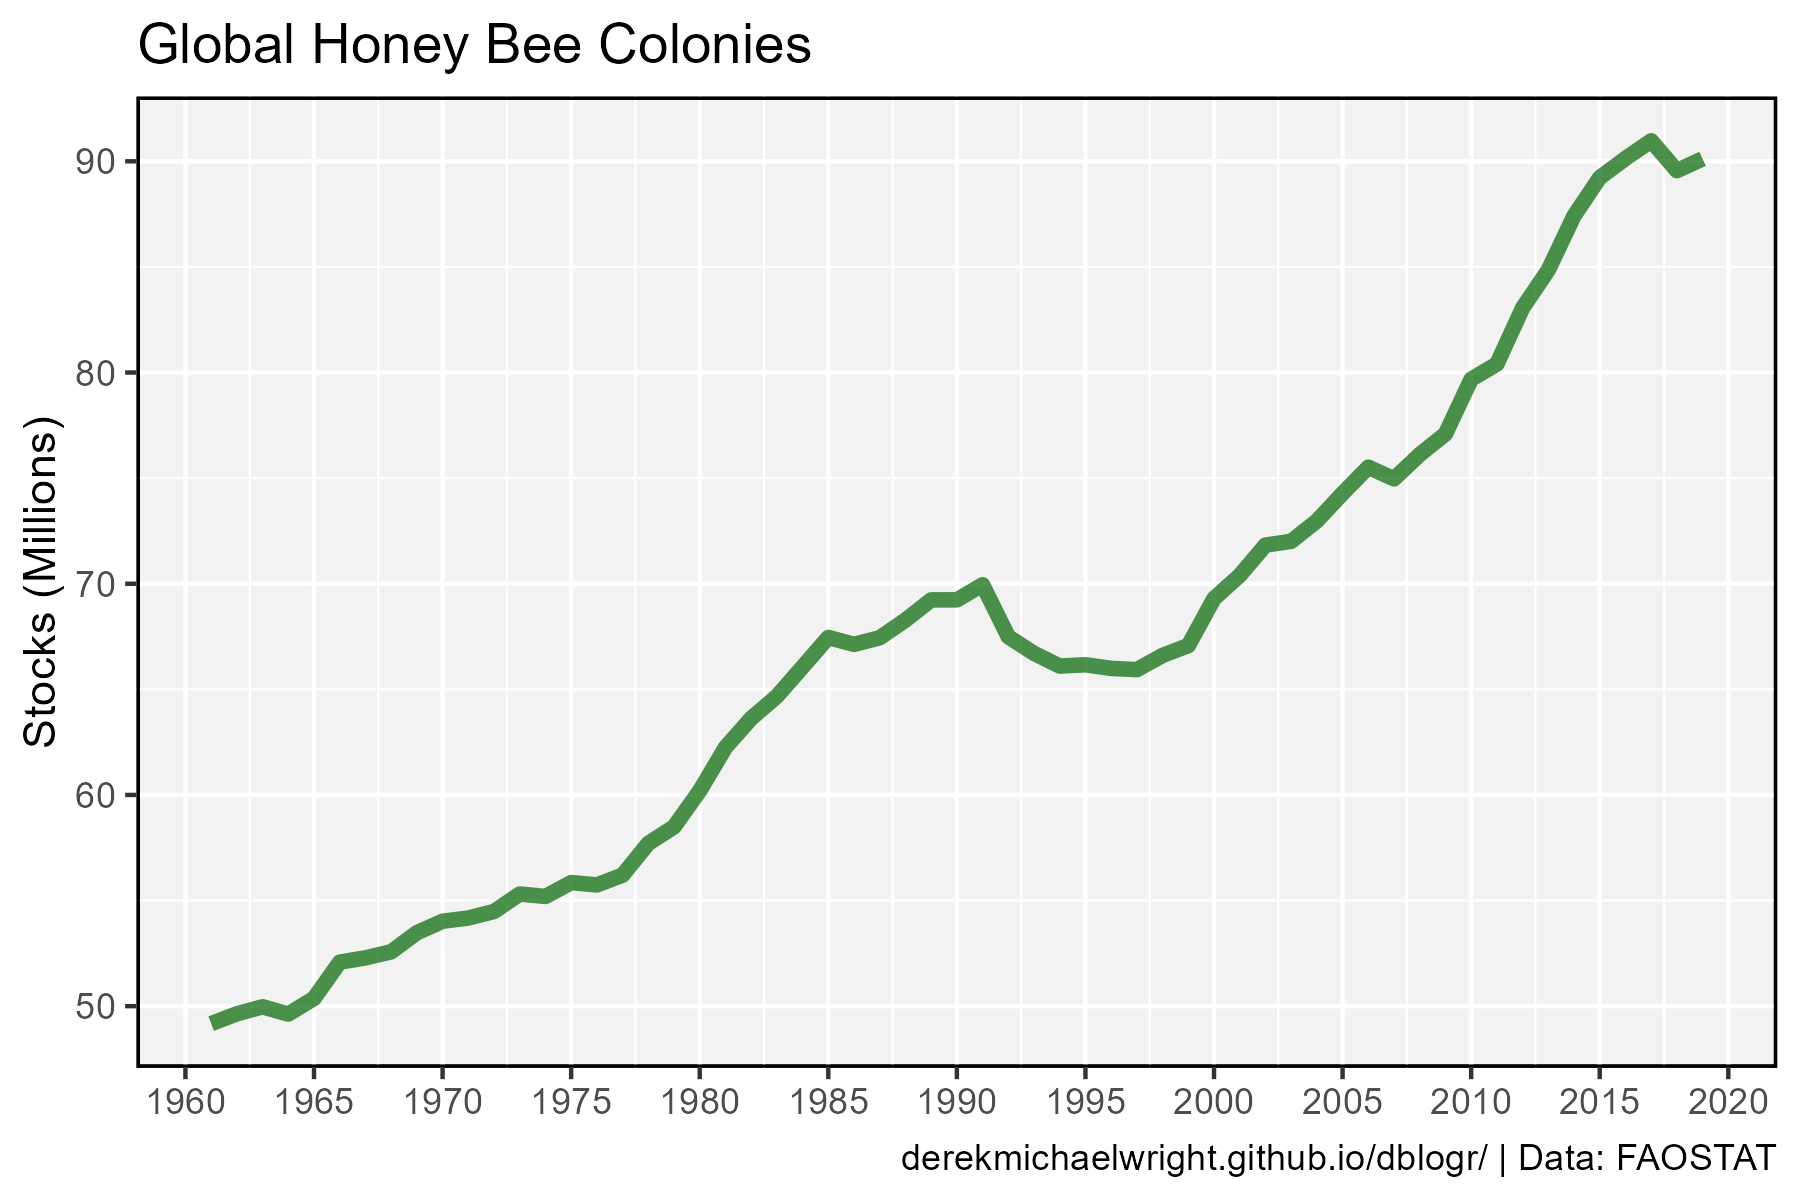 Global Honey Bee Colonies
Stocks (Millions)
90
80
70
60
50
1960 1965 1970 1975 1980 1985 1990 1995 2000 2005 2010 2015 2020
derekmichaelwright.github.io/dblogr/ | Data: FAOSTAT